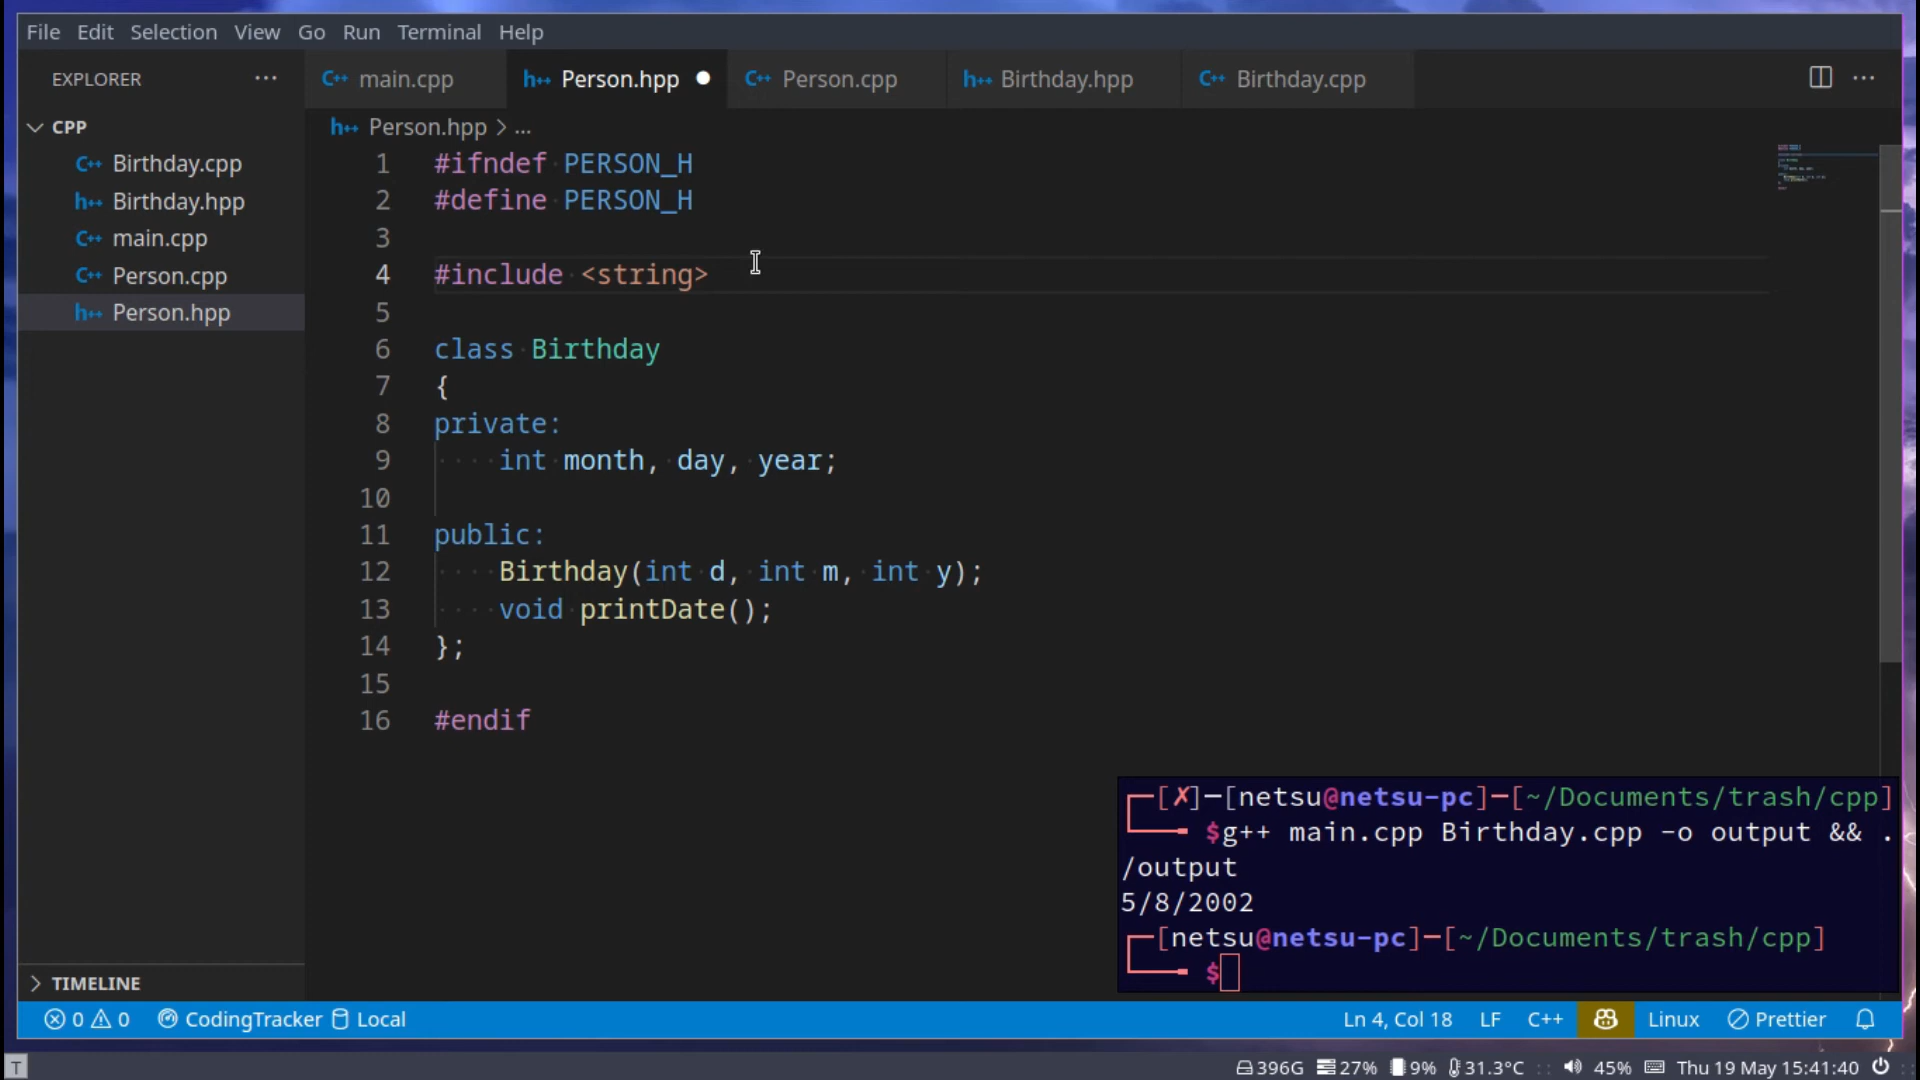 File Edit Selection View Go Run Terminal Help
EXPLORER ···
main.cpp Person.hpp Person.cpp Birthday.hpp Birthday.cpp ···
CPP
Birthday.cpp
Birthday.hpp
main.cpp
Person.cpp
Person.hpp
Person.hpp > ...
1 #ifndef PERSON_H
2 #define PERSON_H
3
4 #include <string>
5
6 class Birthday
7 {
8 private:
9 int month, day, year;
10
11 public:
12 Birthday(int d, int m, int y);
13 void printDate();
14 };
15
16 #endif
┌─[✗]─[netsu@netsu-pc]─[~/Documents/trash/cpp]
└──╼ $g++ main.cpp Birthday.cpp -o output && .
/output
5/8/2002
┌─[netsu@netsu-pc]─[~/Documents/trash/cpp]
└──╼ $
TIMELINE
0 0 CodingTracker Local Ln 4, Col 18 LF C++ Linux Prettier
T 396G 27% 9% 31.3°C :: 45% Thu 19 May 15:41:40